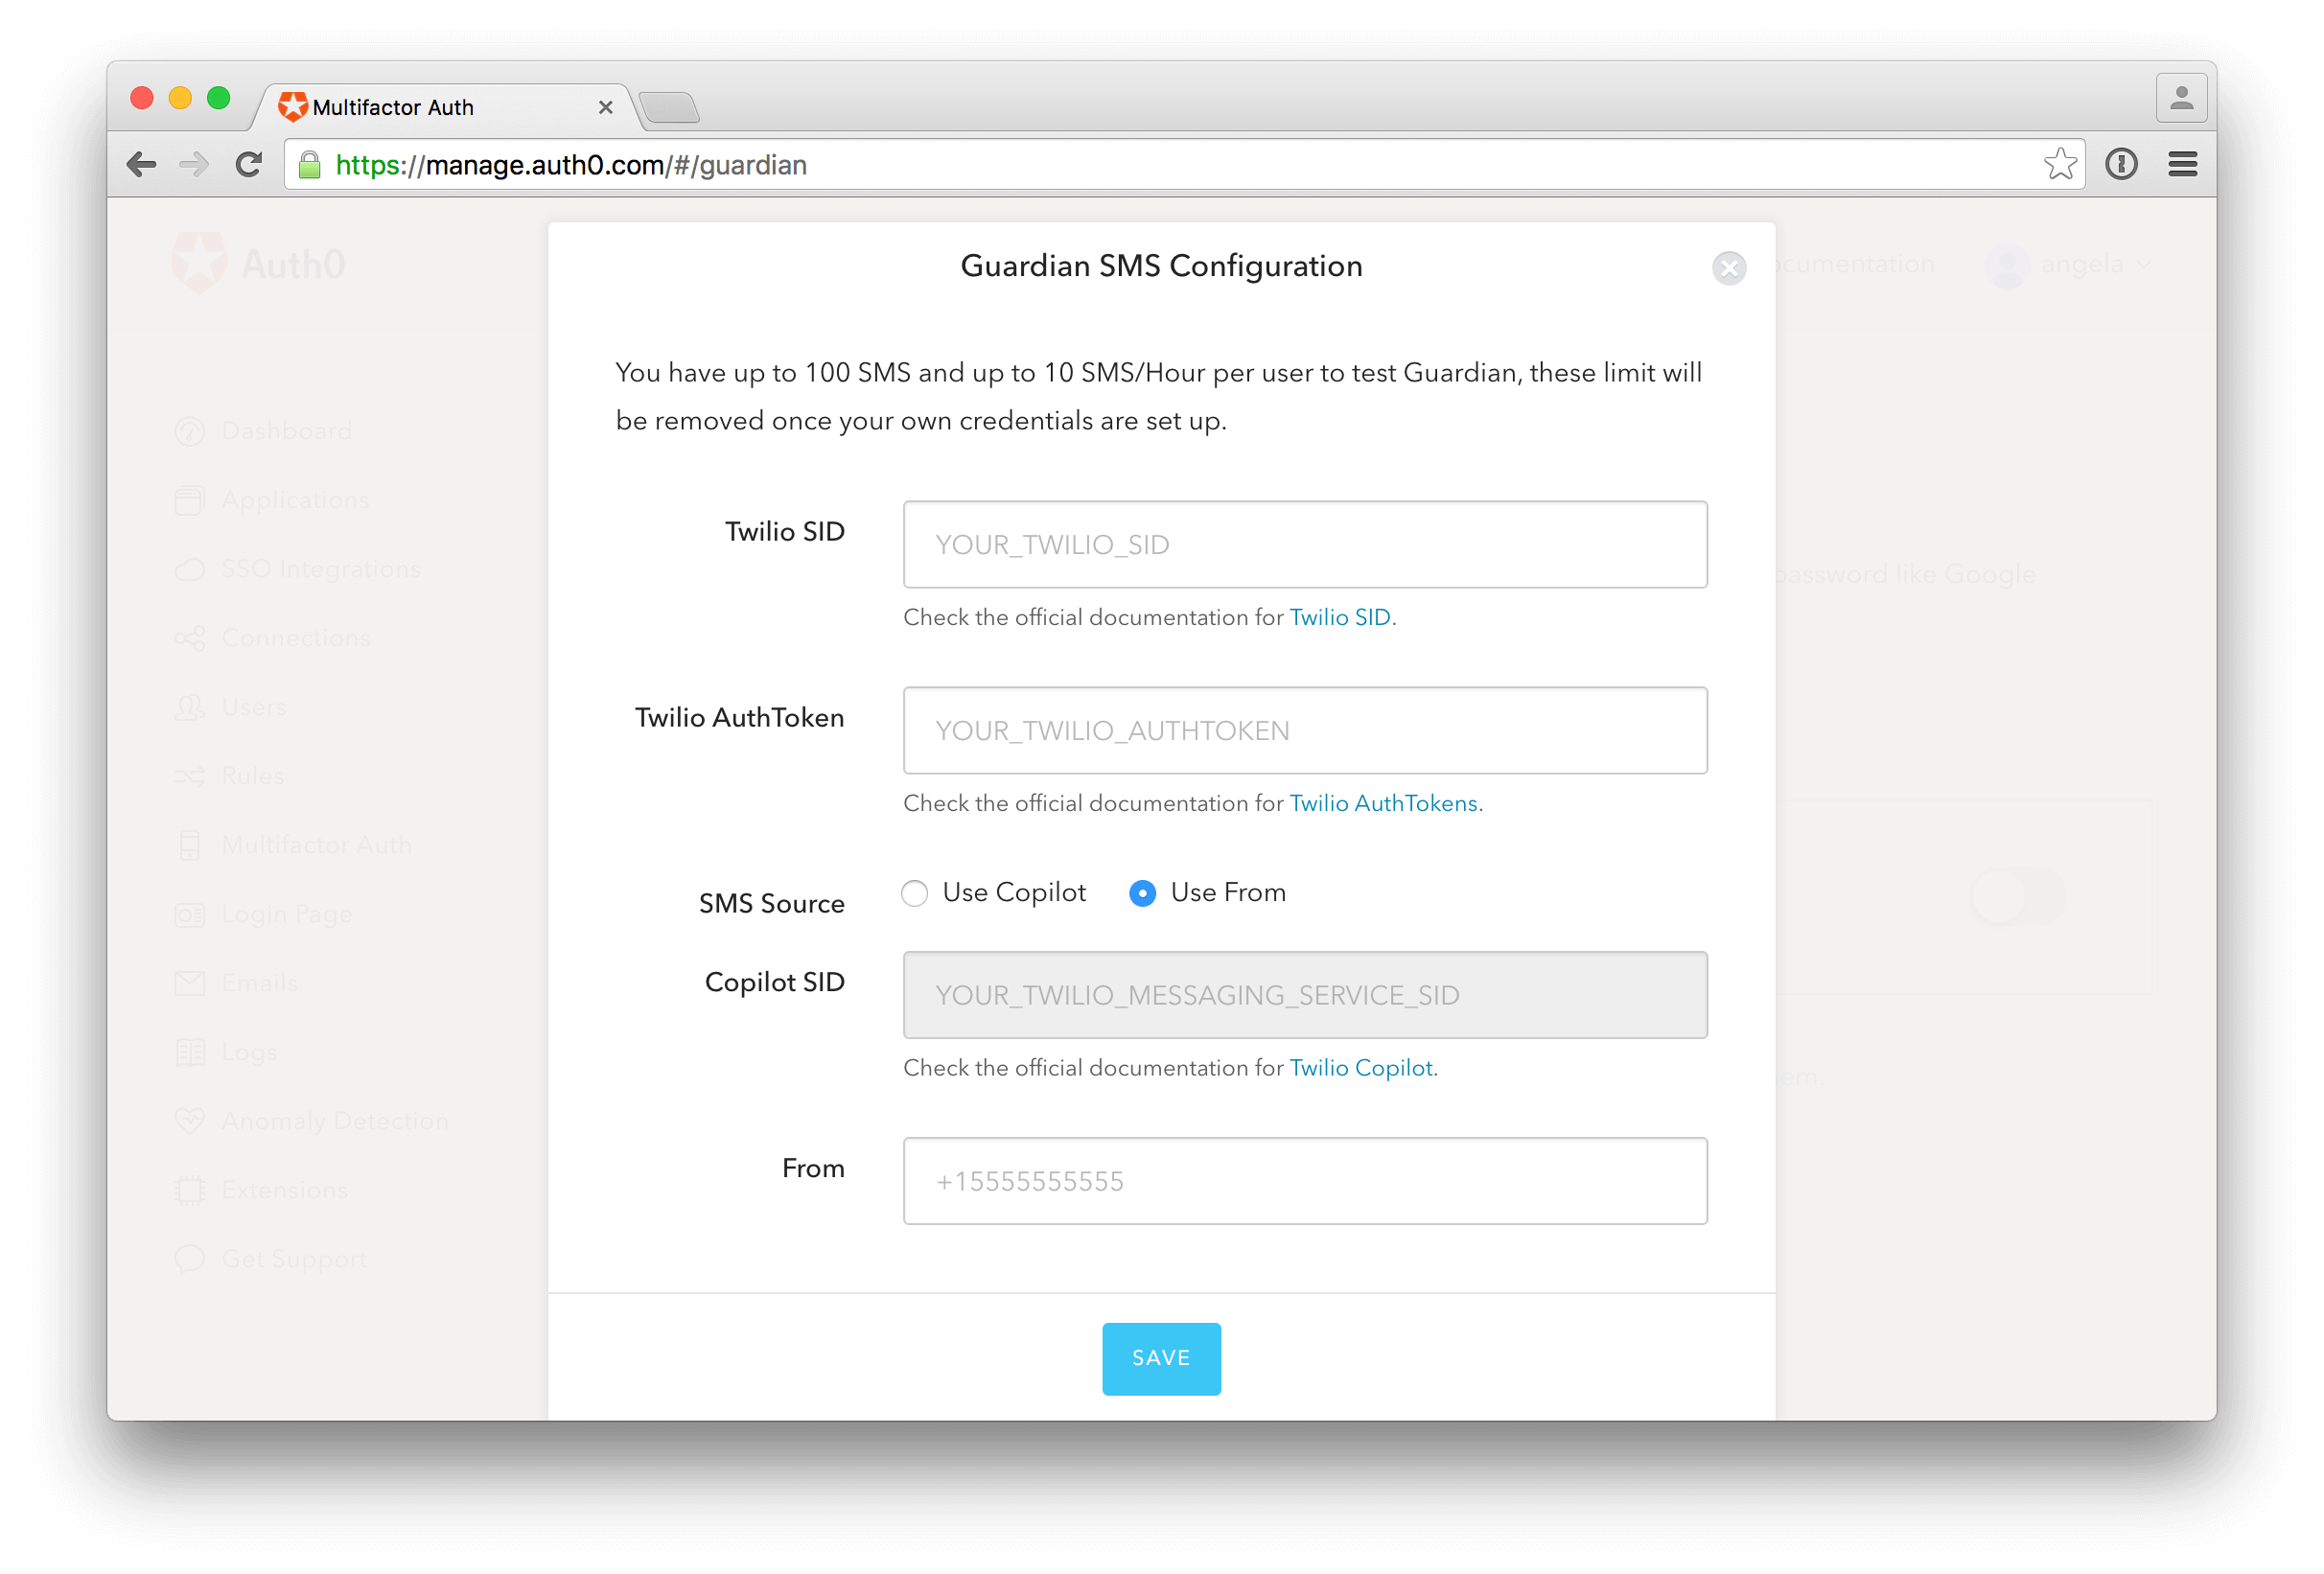 Multifactor Auth
https://manage.auth0.com/#/guardian
Auth0
Guardian SMS Configuration
ocumentation
angela
You have up to 100 SMS and up to 10 SMS/Hour per user to test Guardian, these limit will
be removed once your own credentials are set up.
Dashboard
Applications
SSO Integrations
Connections
Users
Rules
Multifactor Auth
Login Page
Emails
Logs
Anomaly Detection
Extensions
Get Support
Twilio SID
YOUR_TWILIO_SID
Check the official documentation for Twilio SID.
password like Google
Twilio AuthToken
YOUR_TWILIO_AUTHTOKEN
Check the official documentation for Twilio AuthTokens.
SMS Source
Use Copilot
Use From
Copilot SID
YOUR_TWILIO_MESSAGING_SERVICE_SID
Check the official documentation for Twilio Copilot.
em.
From
+15555555555
SAVE